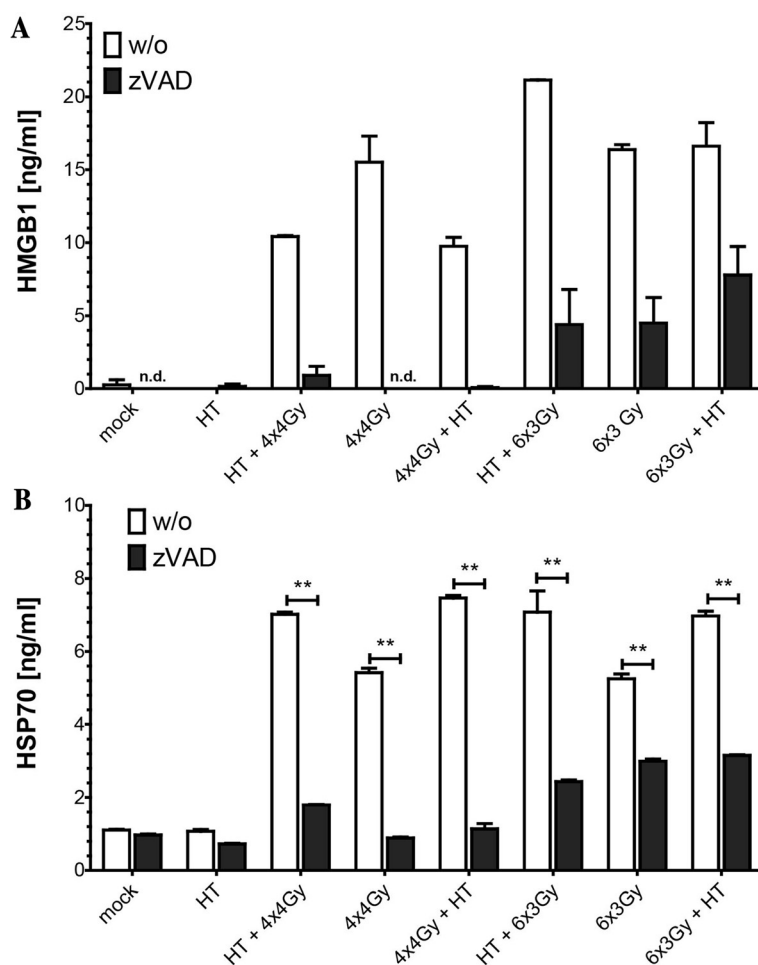 A
HMGB1 [ng/ml]
25
20
15
10
5
0
w/o
zVAD
n.d.
n.d.
mock
HT
HT + 4x4Gy
4x4Gy
4x4Gy + HT
HT + 6x3Gy
6x3 Gy
6x3Gy + HT
B
HSP70 [ng/ml]
10
8
6
4
2
0
w/o
zVAD
**
**
**
**
**
**
mock
HT
HT + 4x4Gy
4x4Gy
4x4Gy + HT
HT + 6x3Gy
6x3Gy
6x3Gy + HT